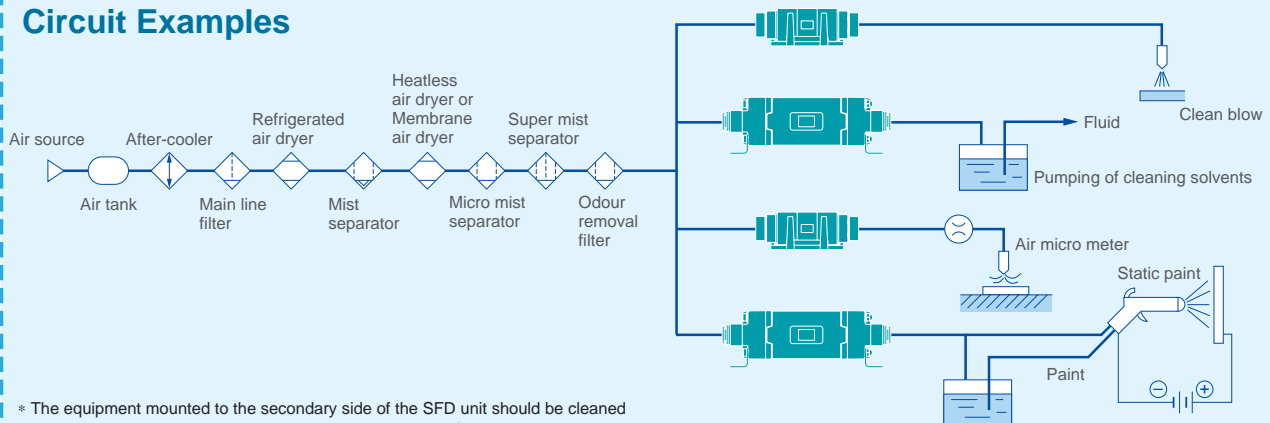 Circuit Examples
Air source
Air tank
After-cooler
Main line
filter
Refrigerated
air dryer
Mist
separator
Heatless
air dryer or
Membrane
air dryer
Micro mist
separator
Super mist
separator
Odour
removal
filter
Clean blow
Fluid
Pumping of cleaning solvents
Air micro meter
Static paint
Paint
− +
* The equipment mounted to the secondary side of the SFD unit should be cleaned